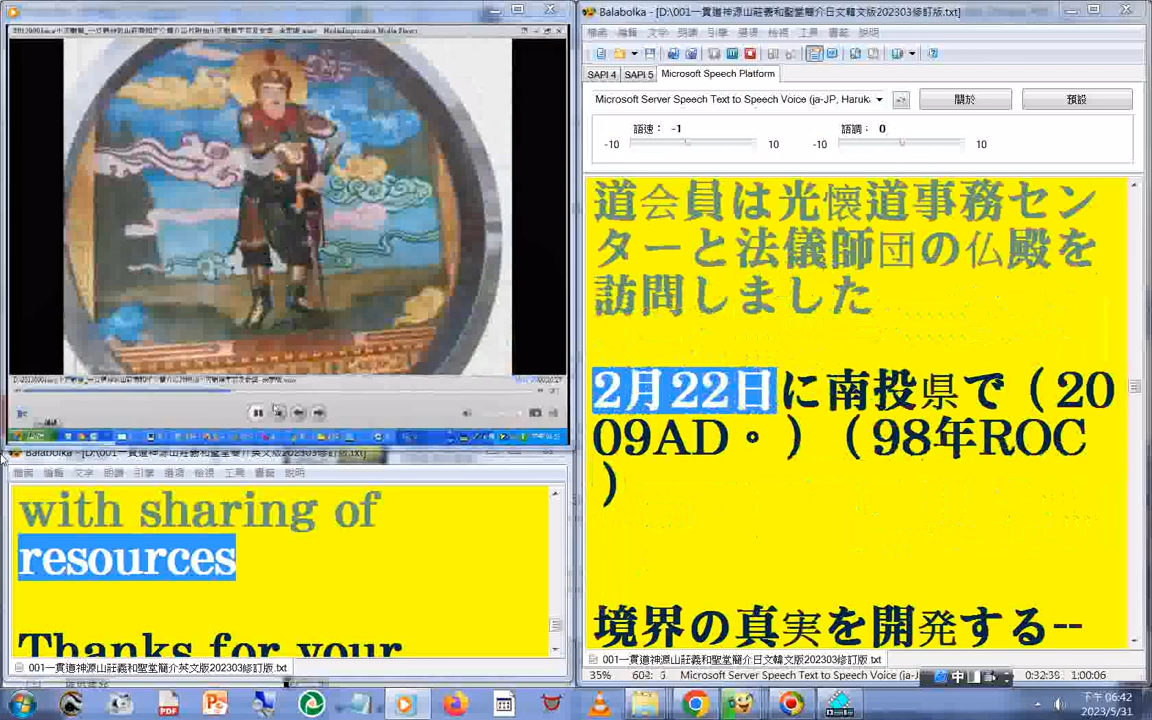 Balabolka - [D:\001一貫道神源山莊義和聖堂簡介日文韓文版202303修訂版.txt]
SAPI 4
SAPI 5
Microsoft Speech Platform
Microsoft Server Speech Text to Speech Voice (ja-JP, Haruk
關於
預設
語速： -1
語調： 0
-10
10
-10
10
道会員は光懷道事務セン
ターと法儀師団の仏殿を
訪問しました
2月22日に南投県で（20
09AD。）（98年ROC
）
境界の真実を開発する--
001一貫道神源山莊義和聖堂簡介日文韓文版202303修訂版.txt
35%
Microsoft Server Speech Text to Speech Voice (ja-J
0:32:38
1:00:06
with sharing of
resources
Thanks for your
001一貫道神源山莊義和聖堂簡介英文版202303修訂版.txt
中
下午 06:42
2023/5/31